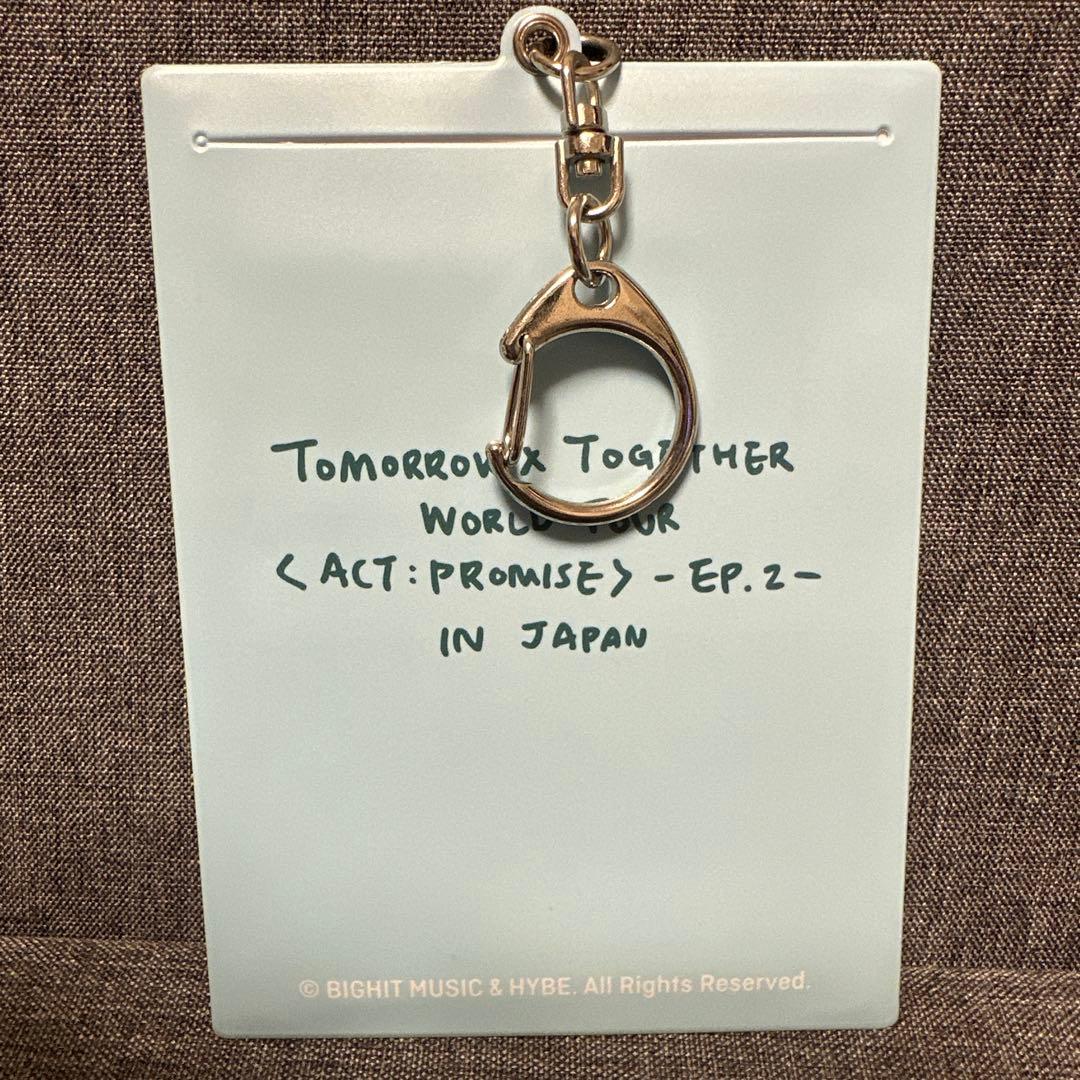 TOMORROW X TOGETHER
WORLD TOUR
<ACT : PROMISE> - EP. 2 -
IN JAPAN
© BIGHIT MUSIC & HYBE. All Rights Reserved.